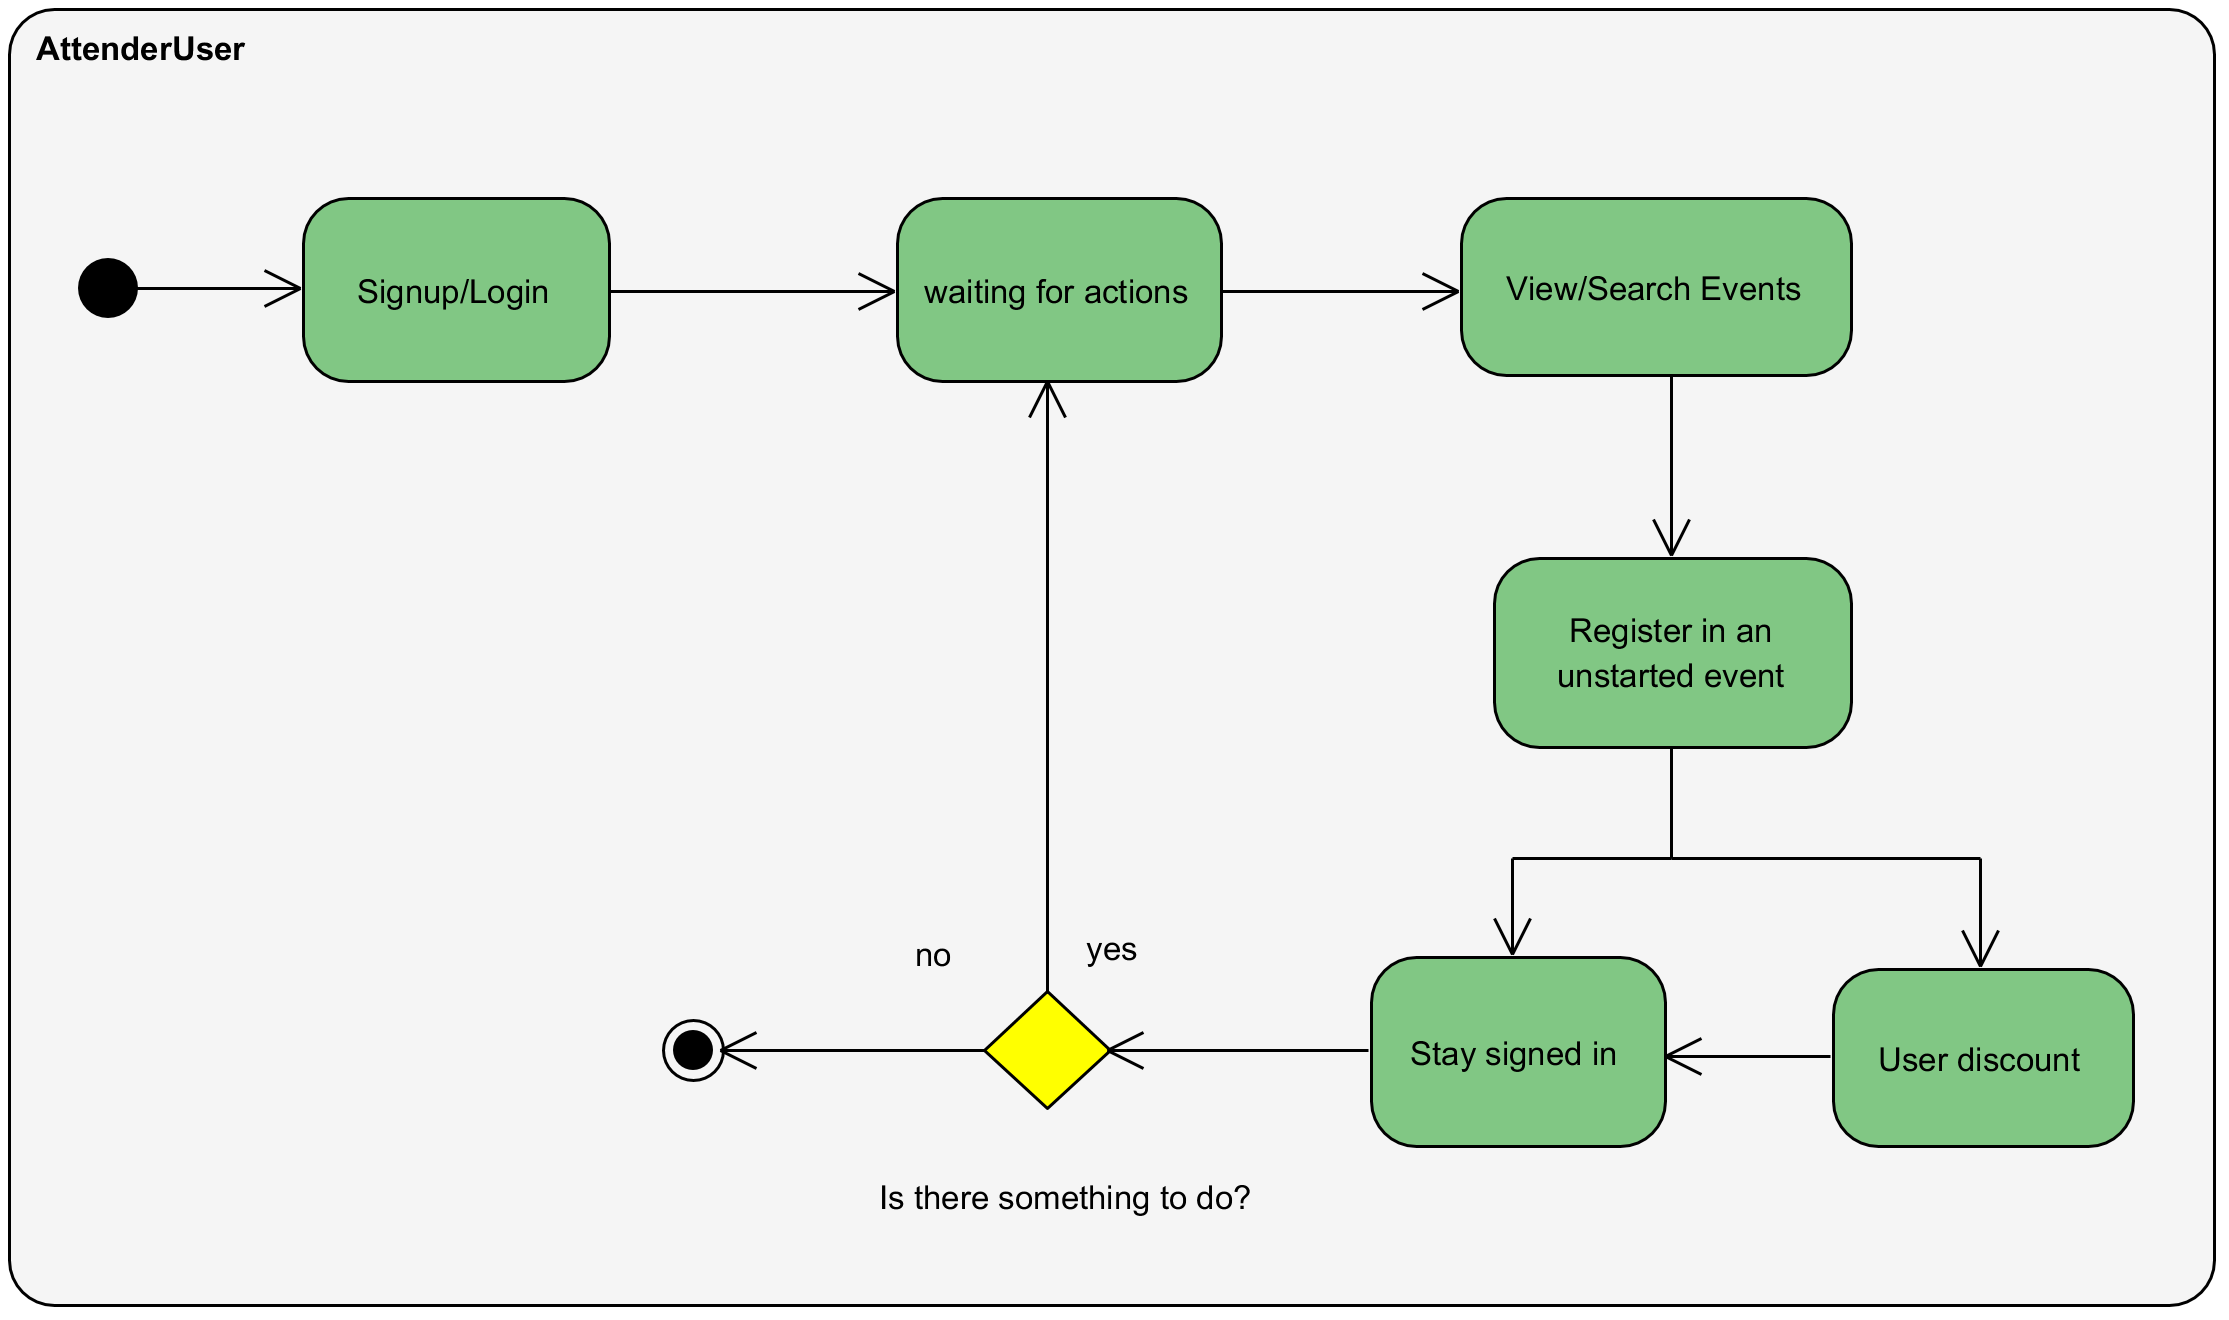 AttenderUser
Signup/Login
waiting for actions
View/Search Events
Register in an
unstarted event
no
yes
Stay signed in
User discount
Is there something to do?